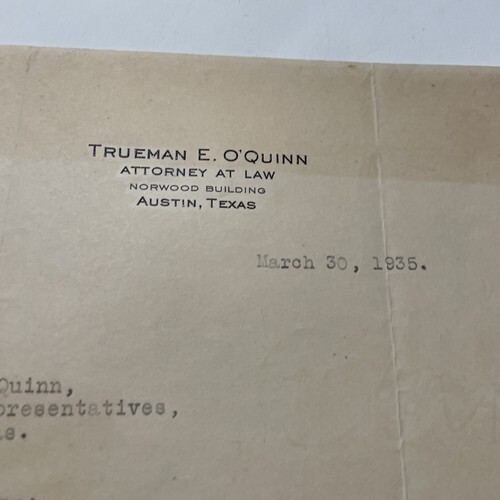 TRUEMAN E. O'QUINN
ATTORNEY AT LAW
NORWOOD BUILDING
AUSTIN, TEXAS
March 30, 1935.
Quinn,
presentatives,
s.